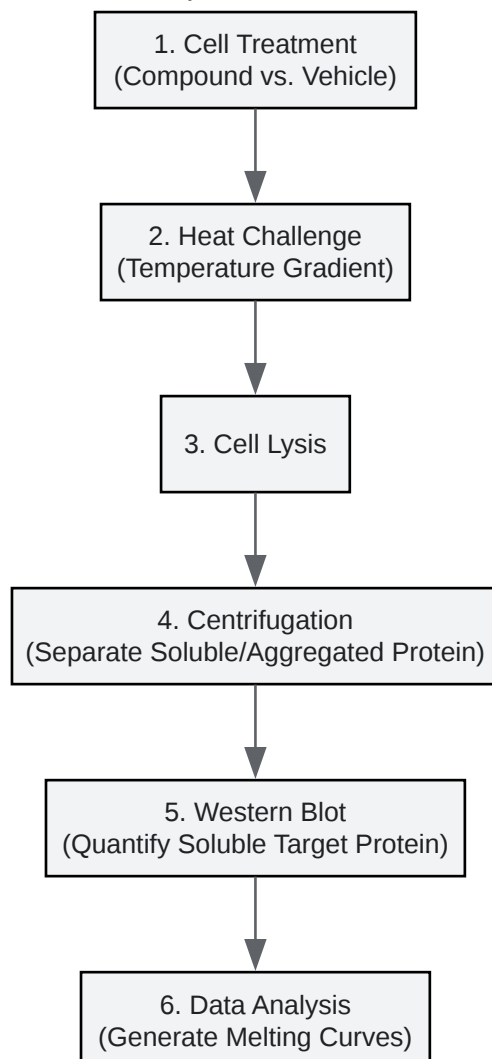 1. Cell Treatment
(Compound vs. Vehicle)
2. Heat Challenge
(Temperature Gradient)
3. Cell Lysis
4. Centrifugation
(Separate Soluble/Aggregated Protein)
5. Western Blot
(Quantify Soluble Target Protein)
6. Data Analysis
(Generate Melting Curves)